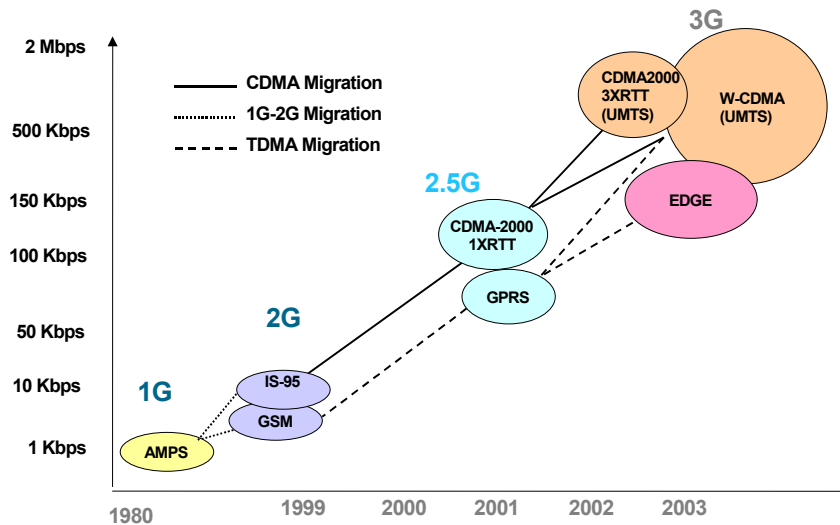 3G
2 Mbps
CDMA Migration
1G-2G Migration
TDMA Migration
CDMA2000
3XRTT
(UMTS)
W-CDMA
(UMTS)
500 Kbps
2.5G
150 Kbps
EDGE
CDMA-2000
1XRTT
100 Kbps
GPRS
2G
50 Kbps
IS-95
10 Kbps
1G
GSM
AMPS
1 Kbps
1980
1999
2000
2001
2002
2003